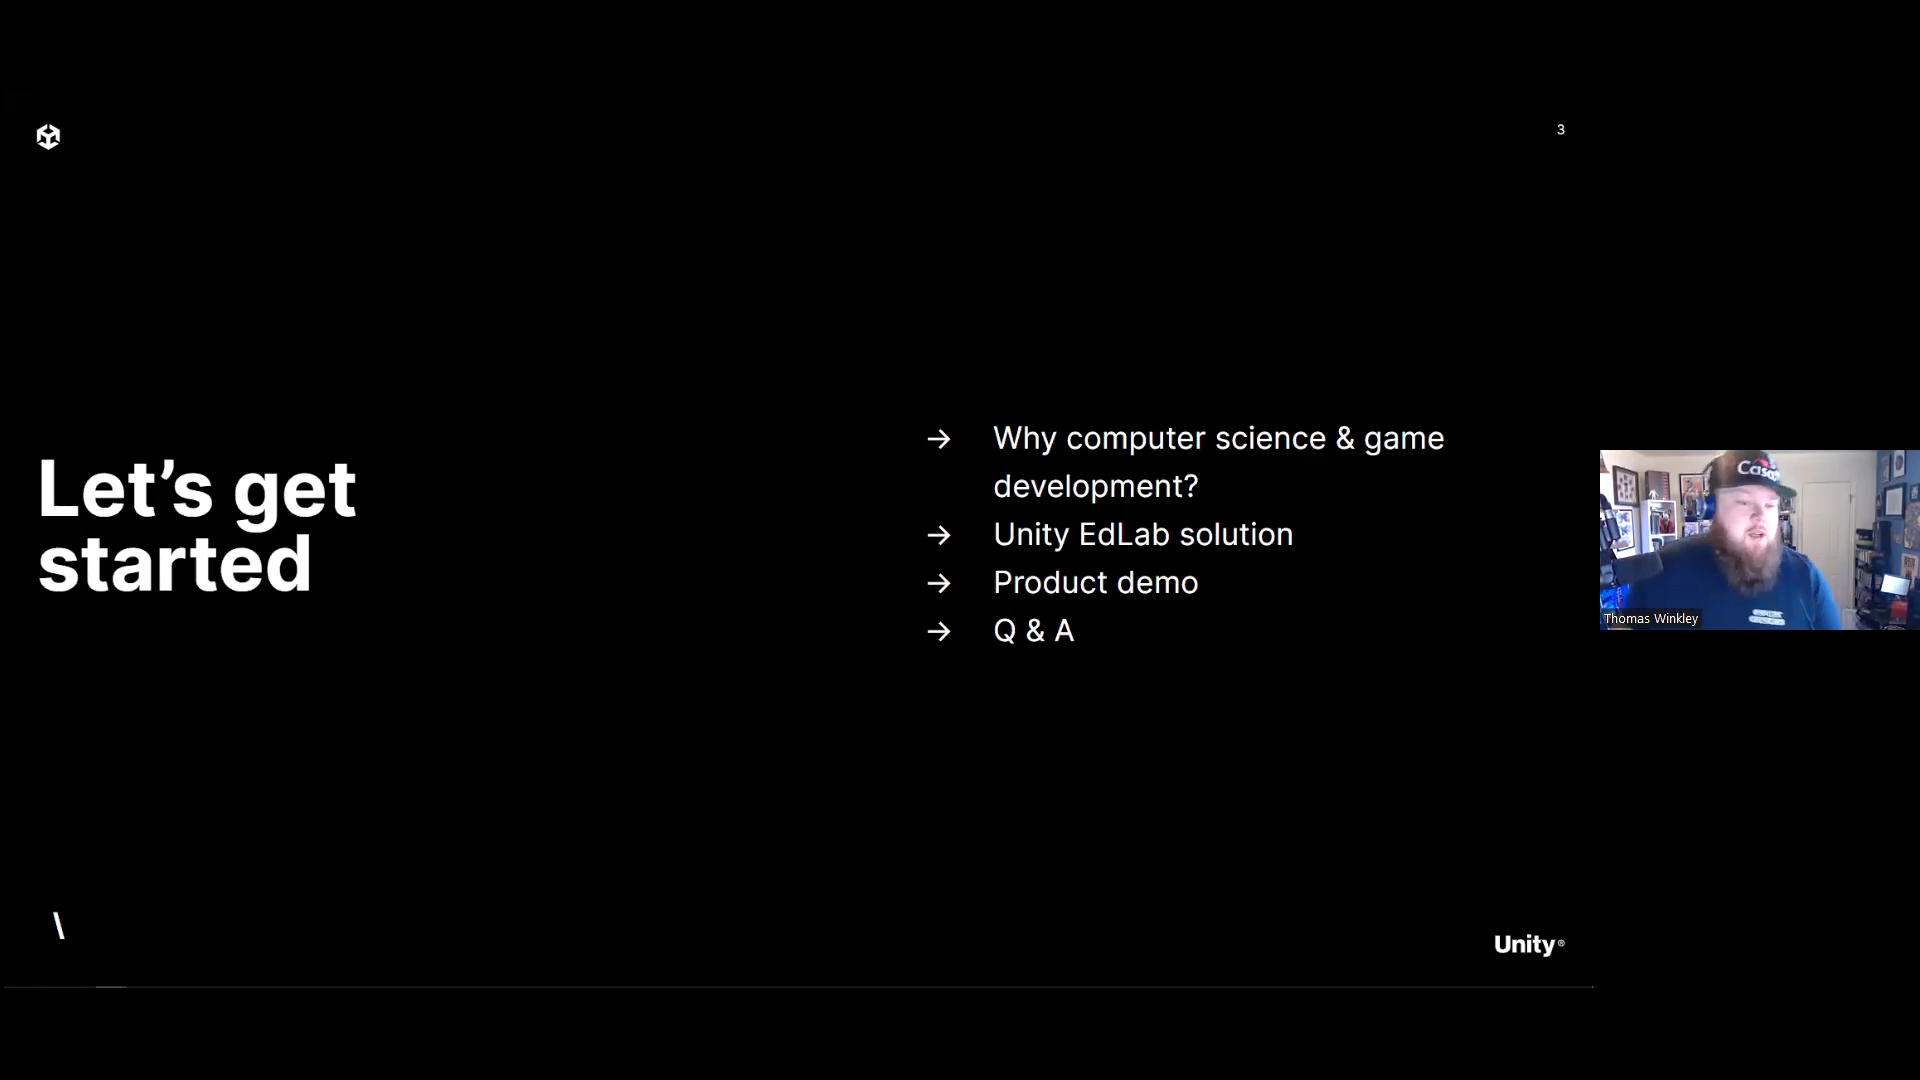 3
Let's get
started
→ Why computer science & game
development?
→ Unity EdLab solution
→ Product demo
→ Q & A
Thomas Winkley
\
Unity®